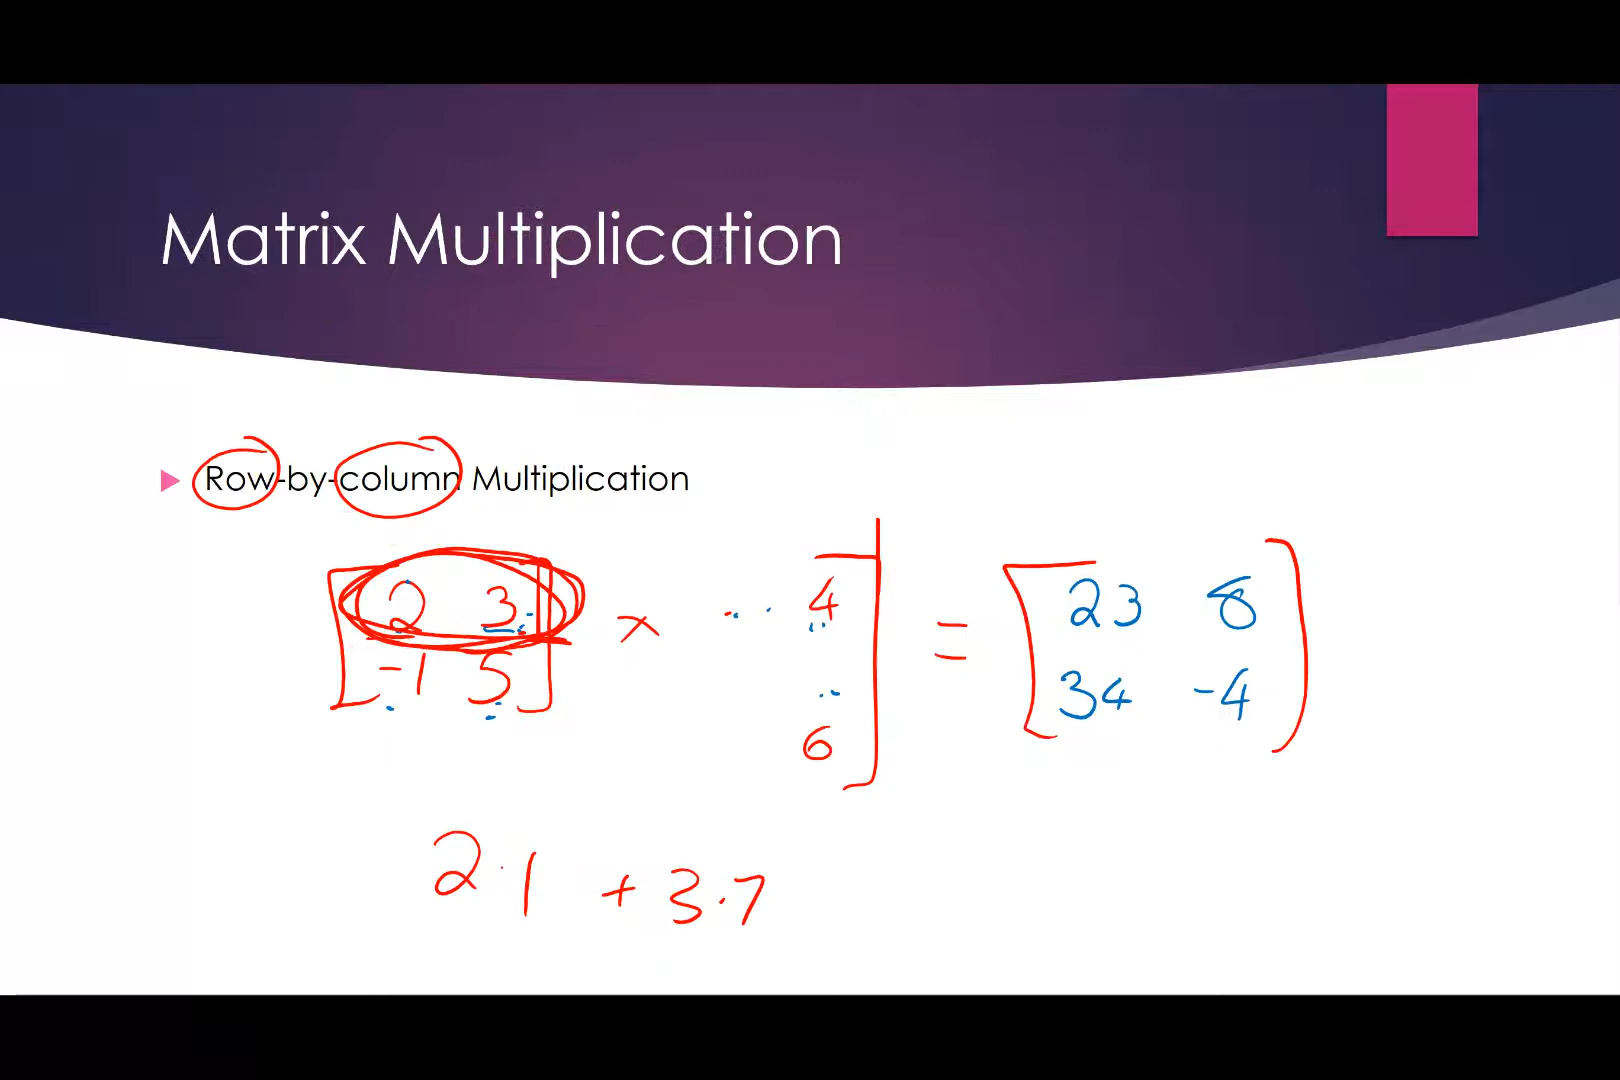 Matrix Multiplication
Row-by-column Multiplication
2 3 × 4 = 23 8
-1 5 6 34 -4
2·1 + 3·7